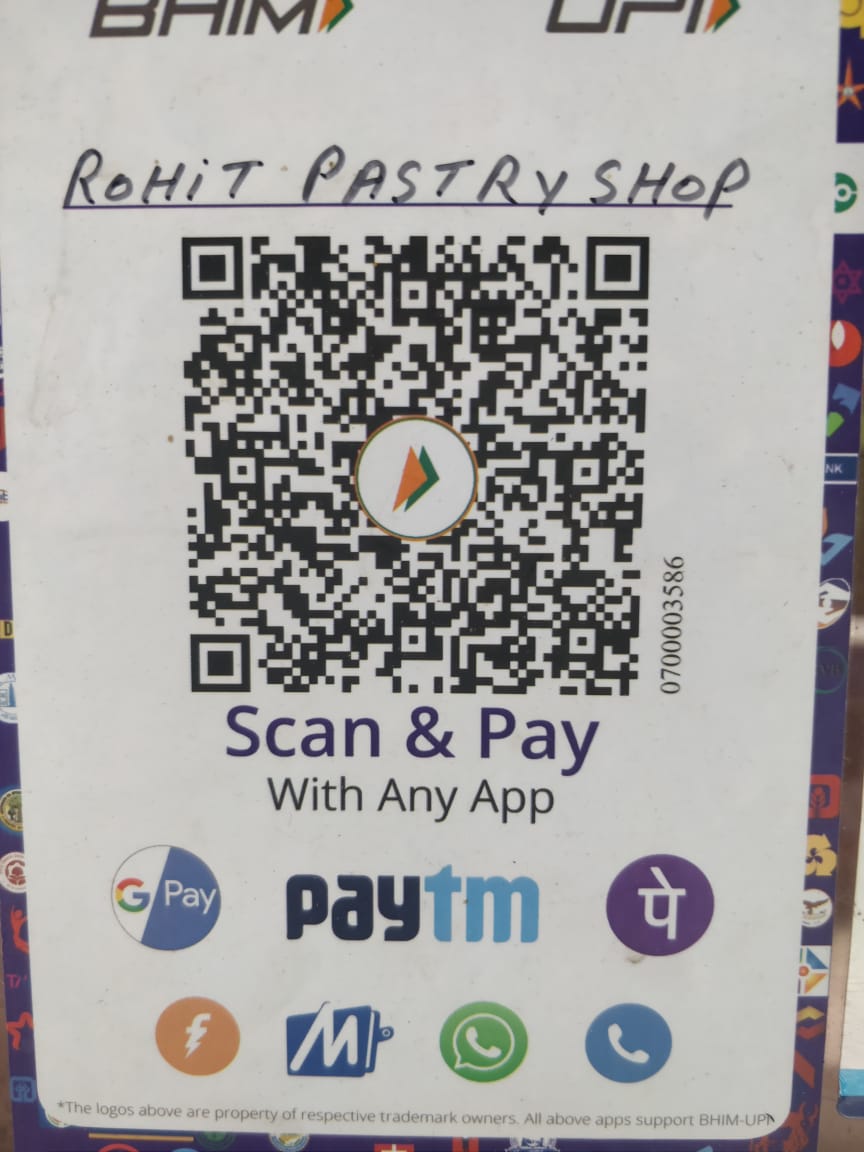 BHIM UPI
ROHiT PASTRY SHOP
0700003586
Scan & Pay
With Any App
G Pay
paytm
पे
M
*The logos above are property of respective trademark owners. All above apps support BHIM-UPI
NK